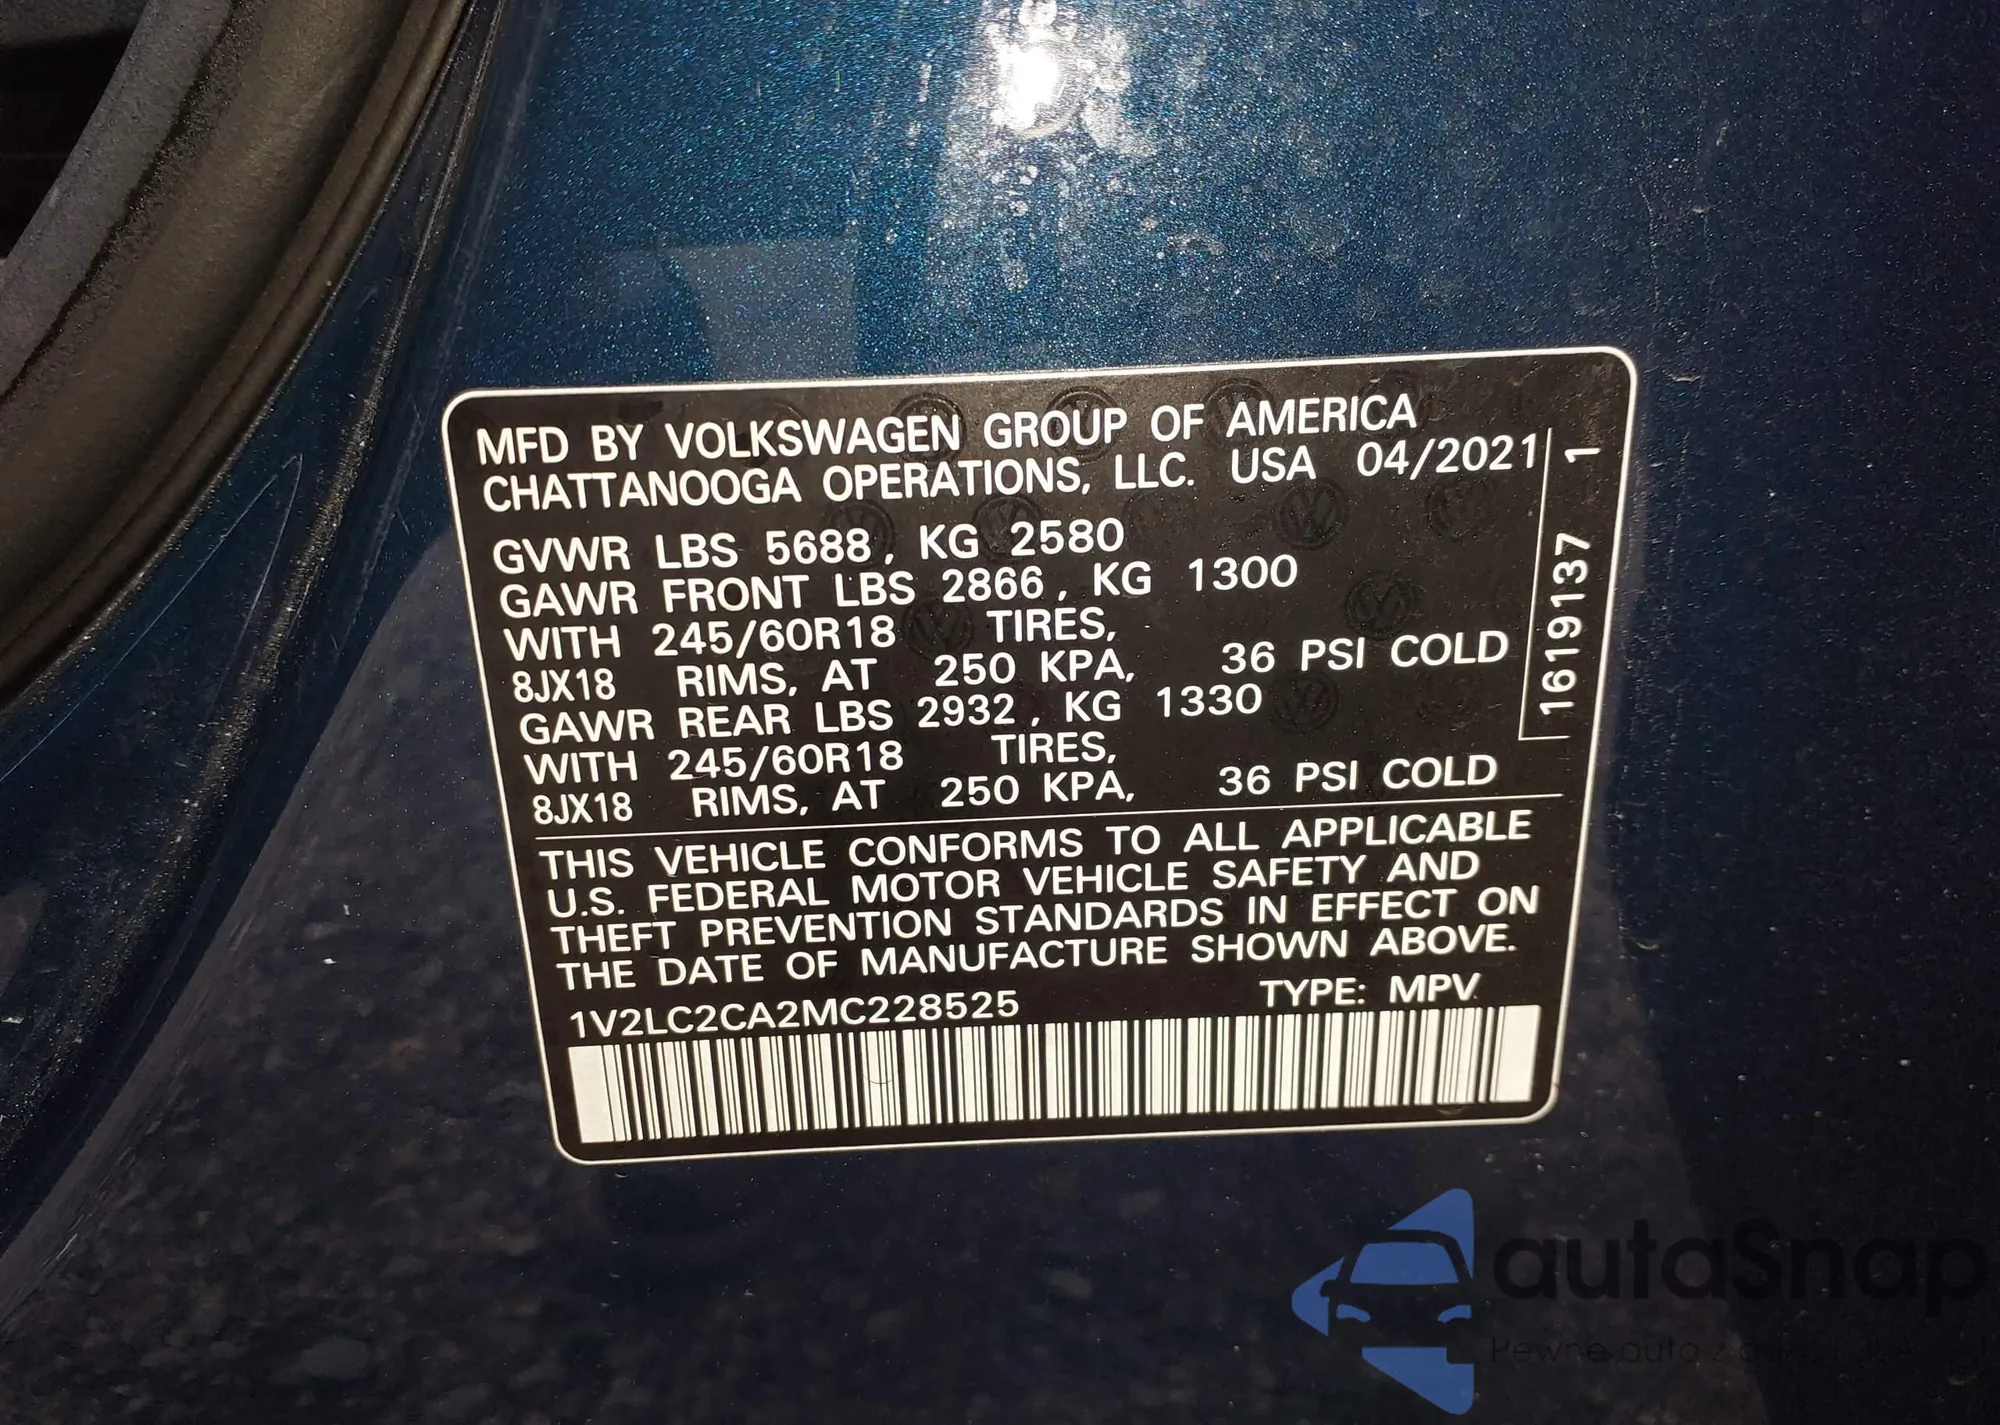 MFD BY VOLKSWAGEN GROUP OF AMERICA
CHATTANOOGA OPERATIONS, LLC. USA 04/2021
GVWR LBS 5688, KG 2580
GAWR FRONT LBS 2866, KG 1300
WITH 245/60R18 TIRES,
8JX18 RIMS, AT 250 KPA, 36 PSI COLD
GAWR REAR LBS 2932, KG 1330
WITH 245/60R18 TIRES,
8JX18 RIMS, AT 250 KPA, 36 PSI COLD
1619137 1
THIS VEHICLE CONFORMS TO ALL APPLICABLE
U.S. FEDERAL MOTOR VEHICLE SAFETY AND
THEFT PREVENTION STANDARDS IN EFFECT ON
THE DATE OF MANUFACTURE SHOWN ABOVE.
1V2LC2CA2MC228525 TYPE: MPV
autaSnap
Pewne auta z